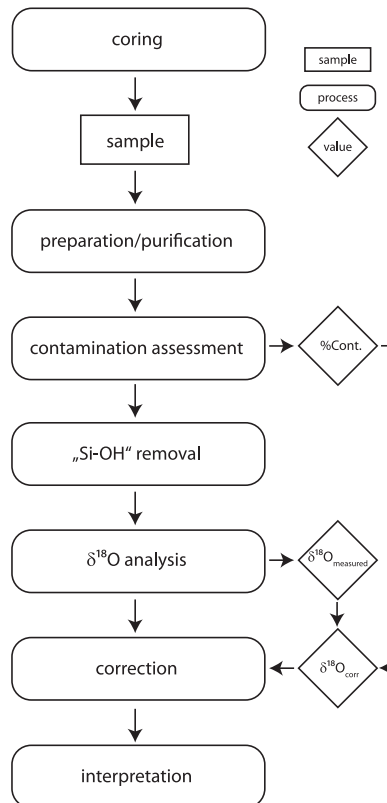 coring
sample
process
value
sample
preparation/purification
contamination assessment
%Cont.
„Si-OH“ removal
δ¹⁸O analysis
δ¹⁸Omeasured
correction
δ¹⁸Ocorr
interpretation